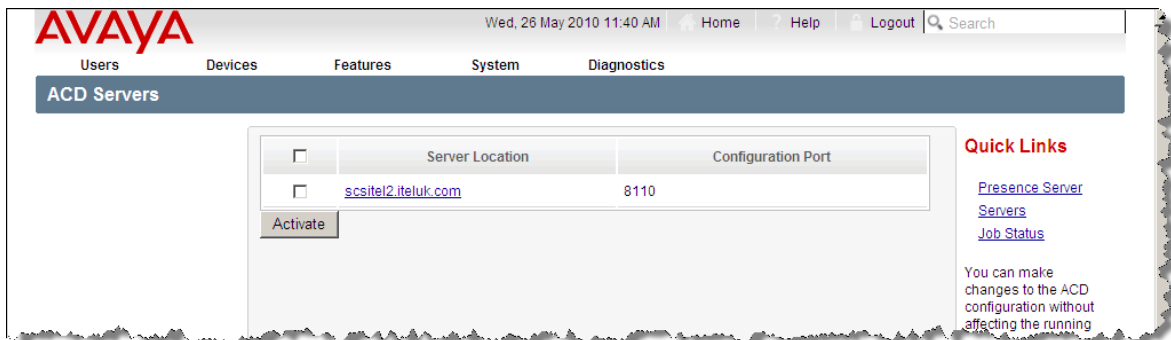 AVAYA
Wed, 26 May 2010 11:40 AM Home ? Help Logout Search
Users Devices Features System Diagnostics
ACD Servers
Server Location Configuration Port
scsitel2.iteluk.com 8110
Activate
Quick Links
Presence Server
Servers
Job Status
You can make
changes to the ACD
configuration without
affecting the running